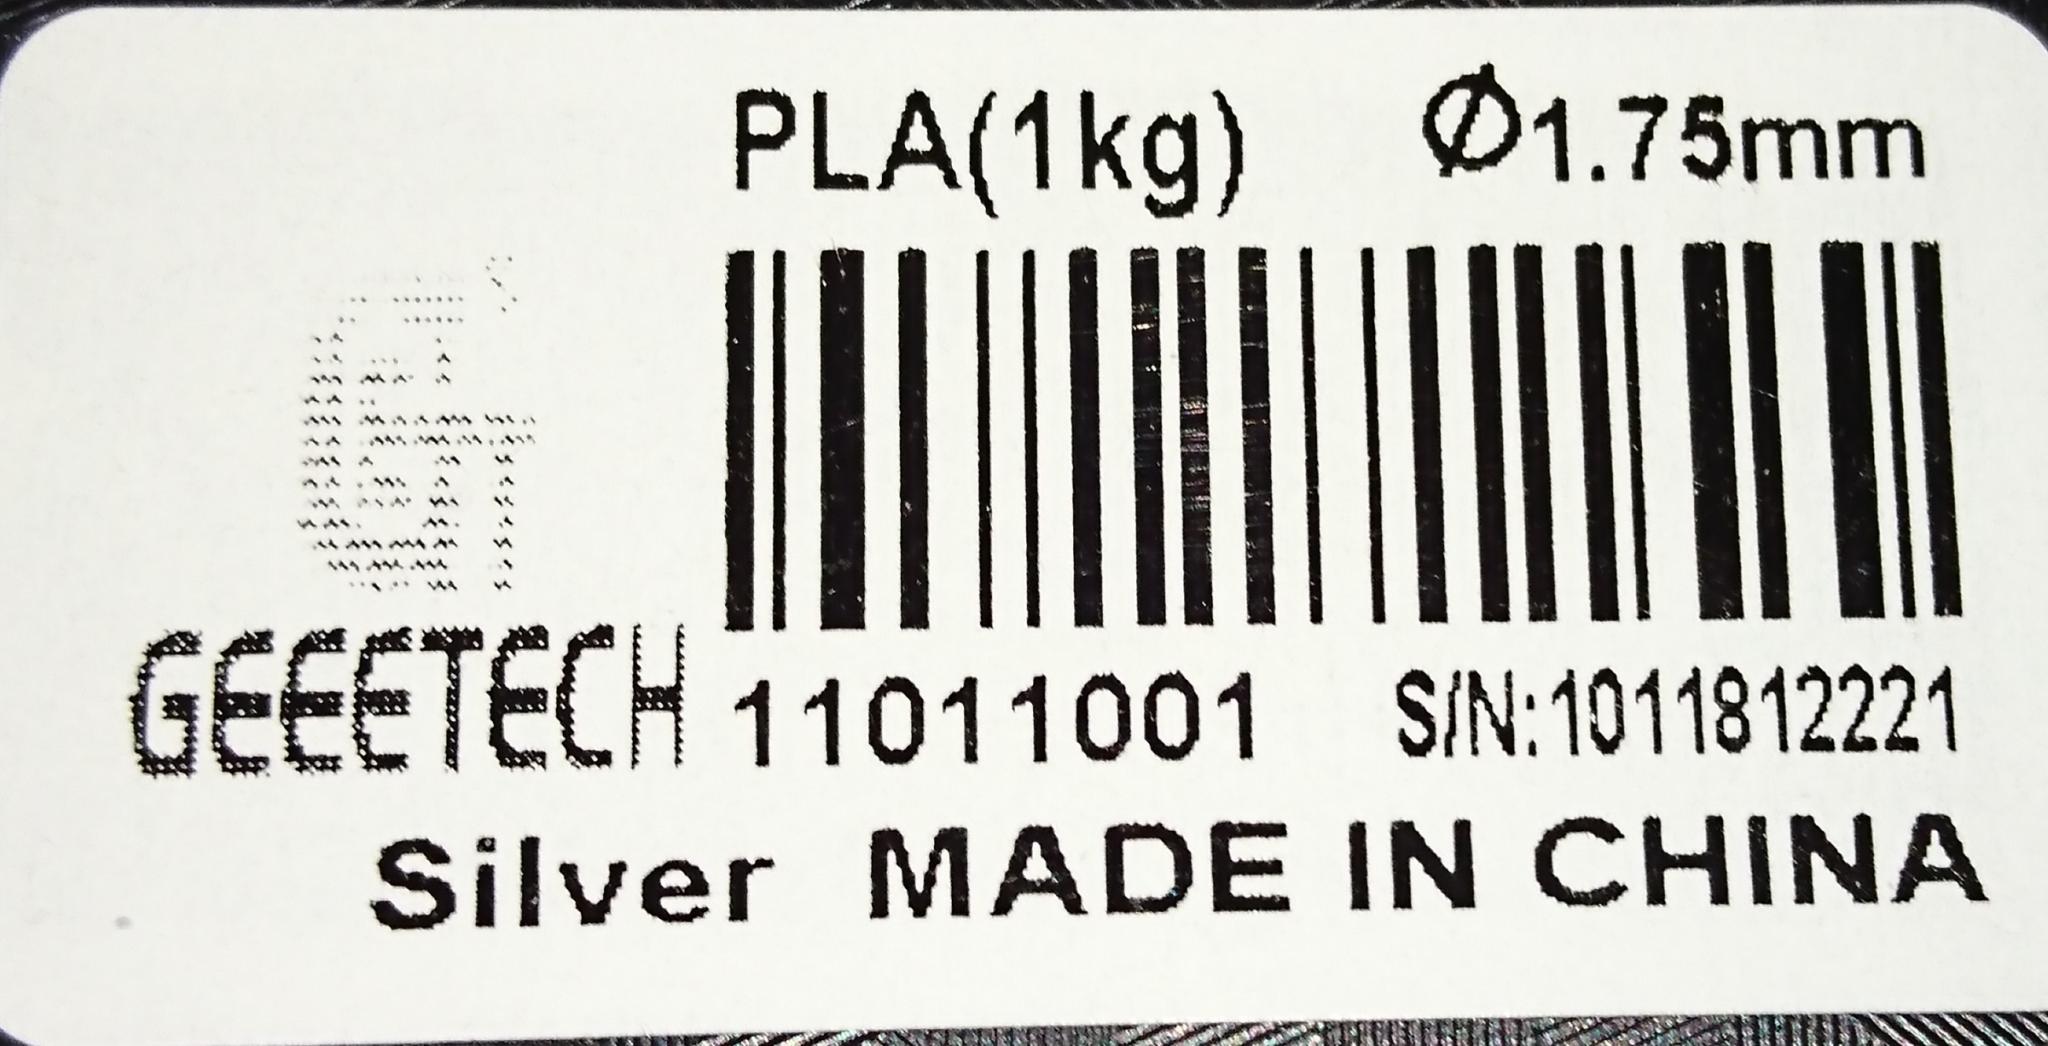 PLA(1kg) Ø1.75mm
GEEETECH
11011001 S/N:1011812221
Silver MADE IN CHINA